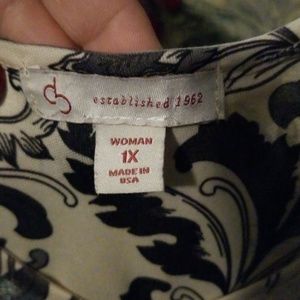 established 1962
WOMAN
1X
MADE IN
USA